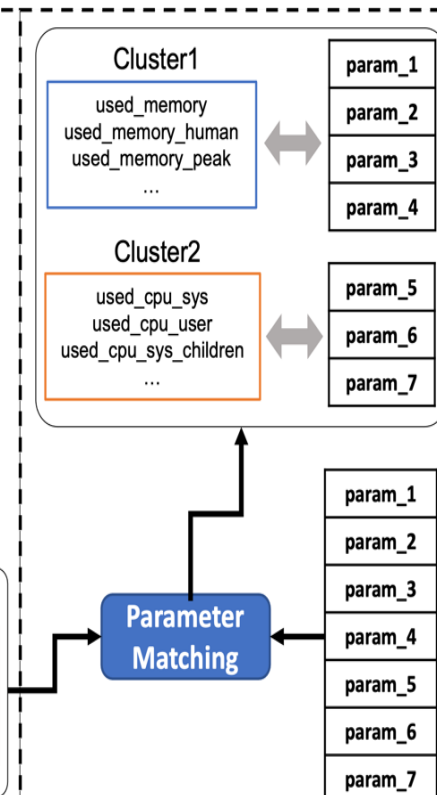 Cluster1
used_memory
used_memory_human
used_memory_peak
...
param_1
param_2
param_3
param_4
Cluster2
used_cpu_sys
used_cpu_user
used_cpu_sys_children
...
param_5
param_6
param_7
Parameter
Matching
param_1
param_2
param_3
param_4
param_5
param_6
param_7